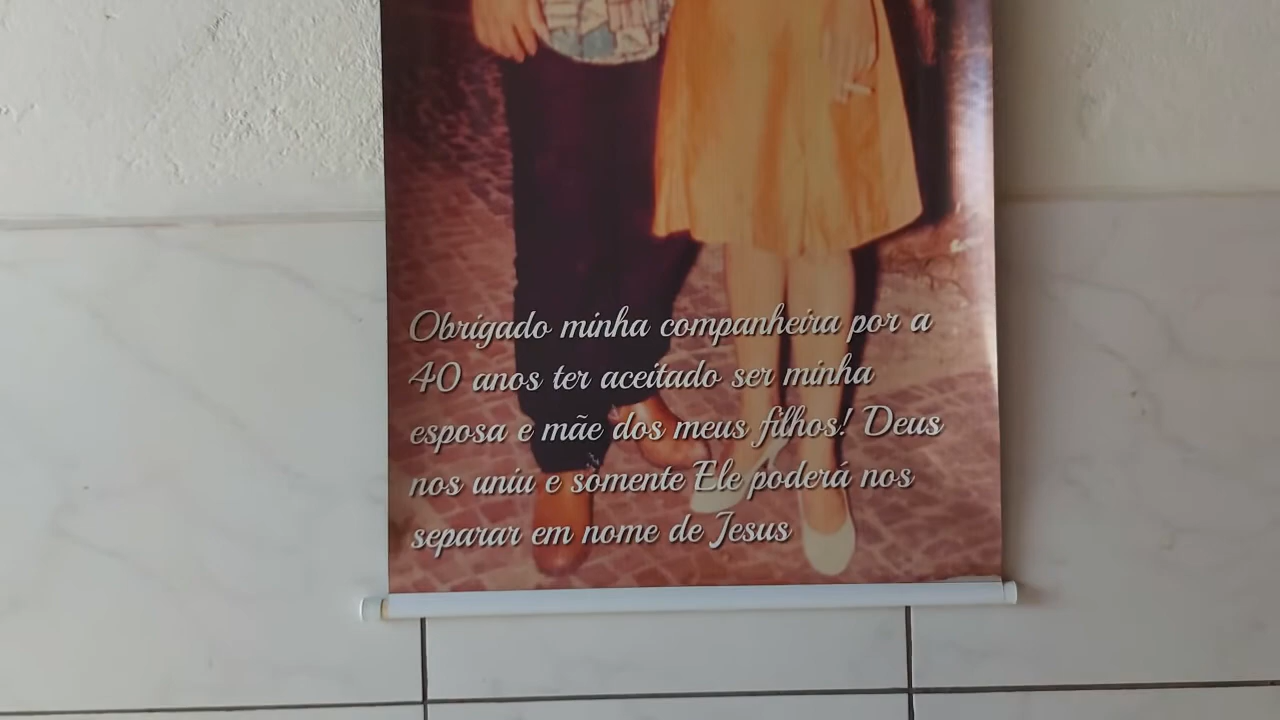 Obrigado minha companheira por a
40 anos ter aceitado ser minha
esposa e mãe dos meus filhos! Deus
nos uniu e somente Ele poderá nos
separar em nome de Jesus